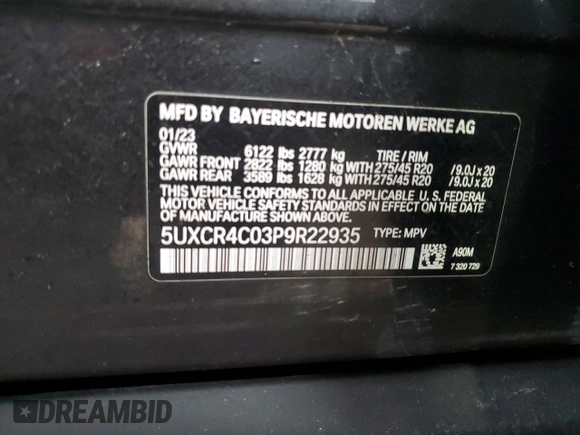 MFD BY BAYERISCHE MOTOREN WERKE AG
01/23
GVWR 6122 lbs 2777 kg TIRE / RIM
GAWR FRONT 2822 lbs 1280 kg WITH 275/45 R20 / 9.0J x 20
GAWR REAR 3589 lbs 1628 kg WITH 275/45 R20 / 9.0J x 20
THIS VEHICLE CONFORMS TO ALL APPLICABLE U. S. FEDERAL
MOTOR VEHICLE SAFETY STANDARDS IN EFFECT ON THE DATE
OF MANUFACTURE SHOWN ABOVE.
5UXCR4C03P9R22935 TYPE: MPV
A90M
7 320 729
DREAMBID